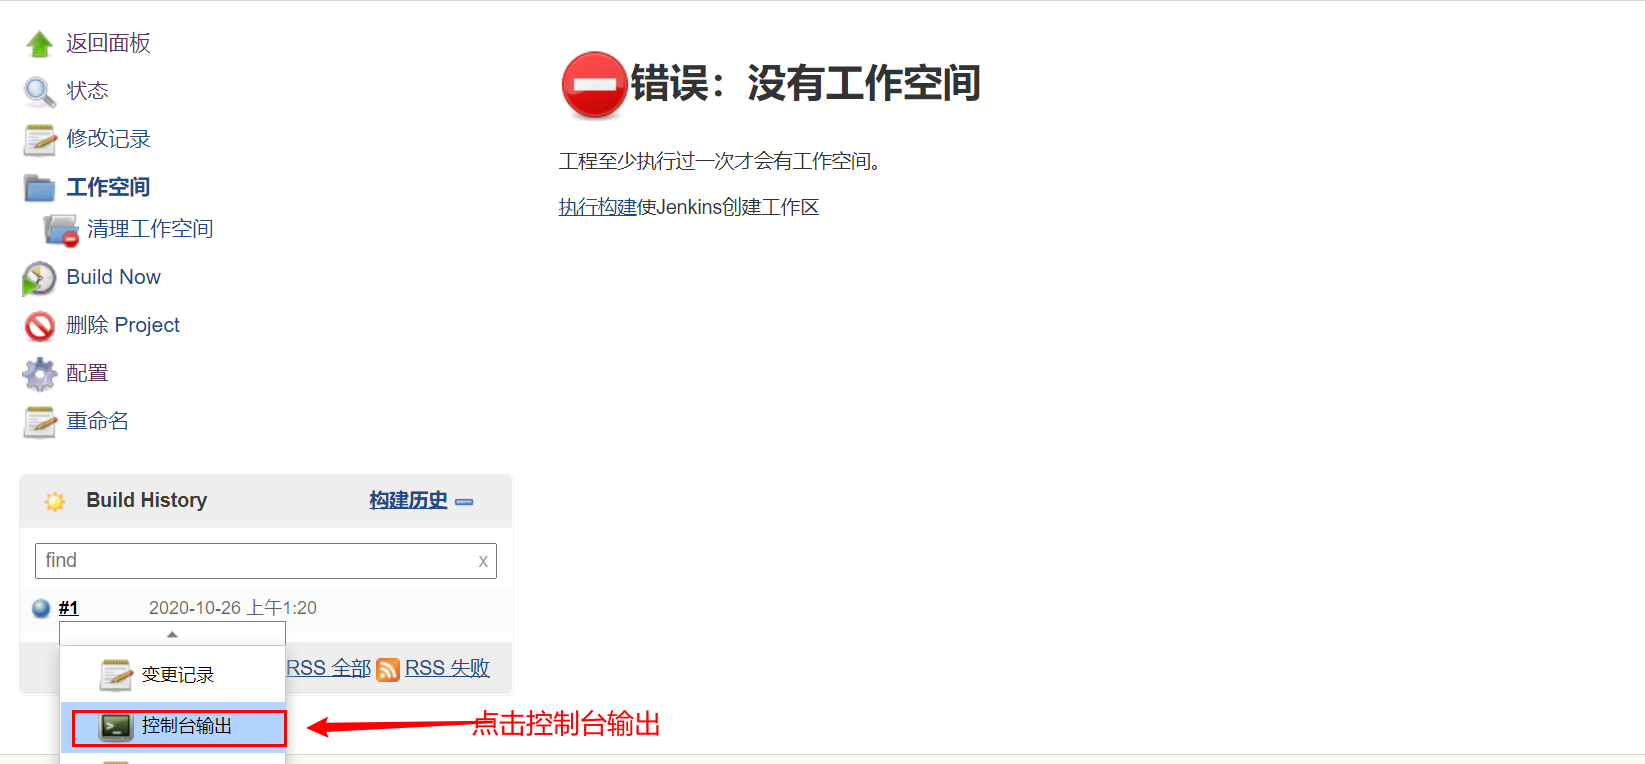 返回面板
状态
修改记录
工作空间
清理工作空间
Build Now
删除 Project
配置
重命名
错误：没有工作空间
工程至少执行过一次才会有工作空间。
执行构建使Jenkins创建工作区
Build History 构建历史
find x
#1 2020-10-26 上午1:20
RSS 全部 RSS 失败
变更记录
控制台输出
点击控制台输出